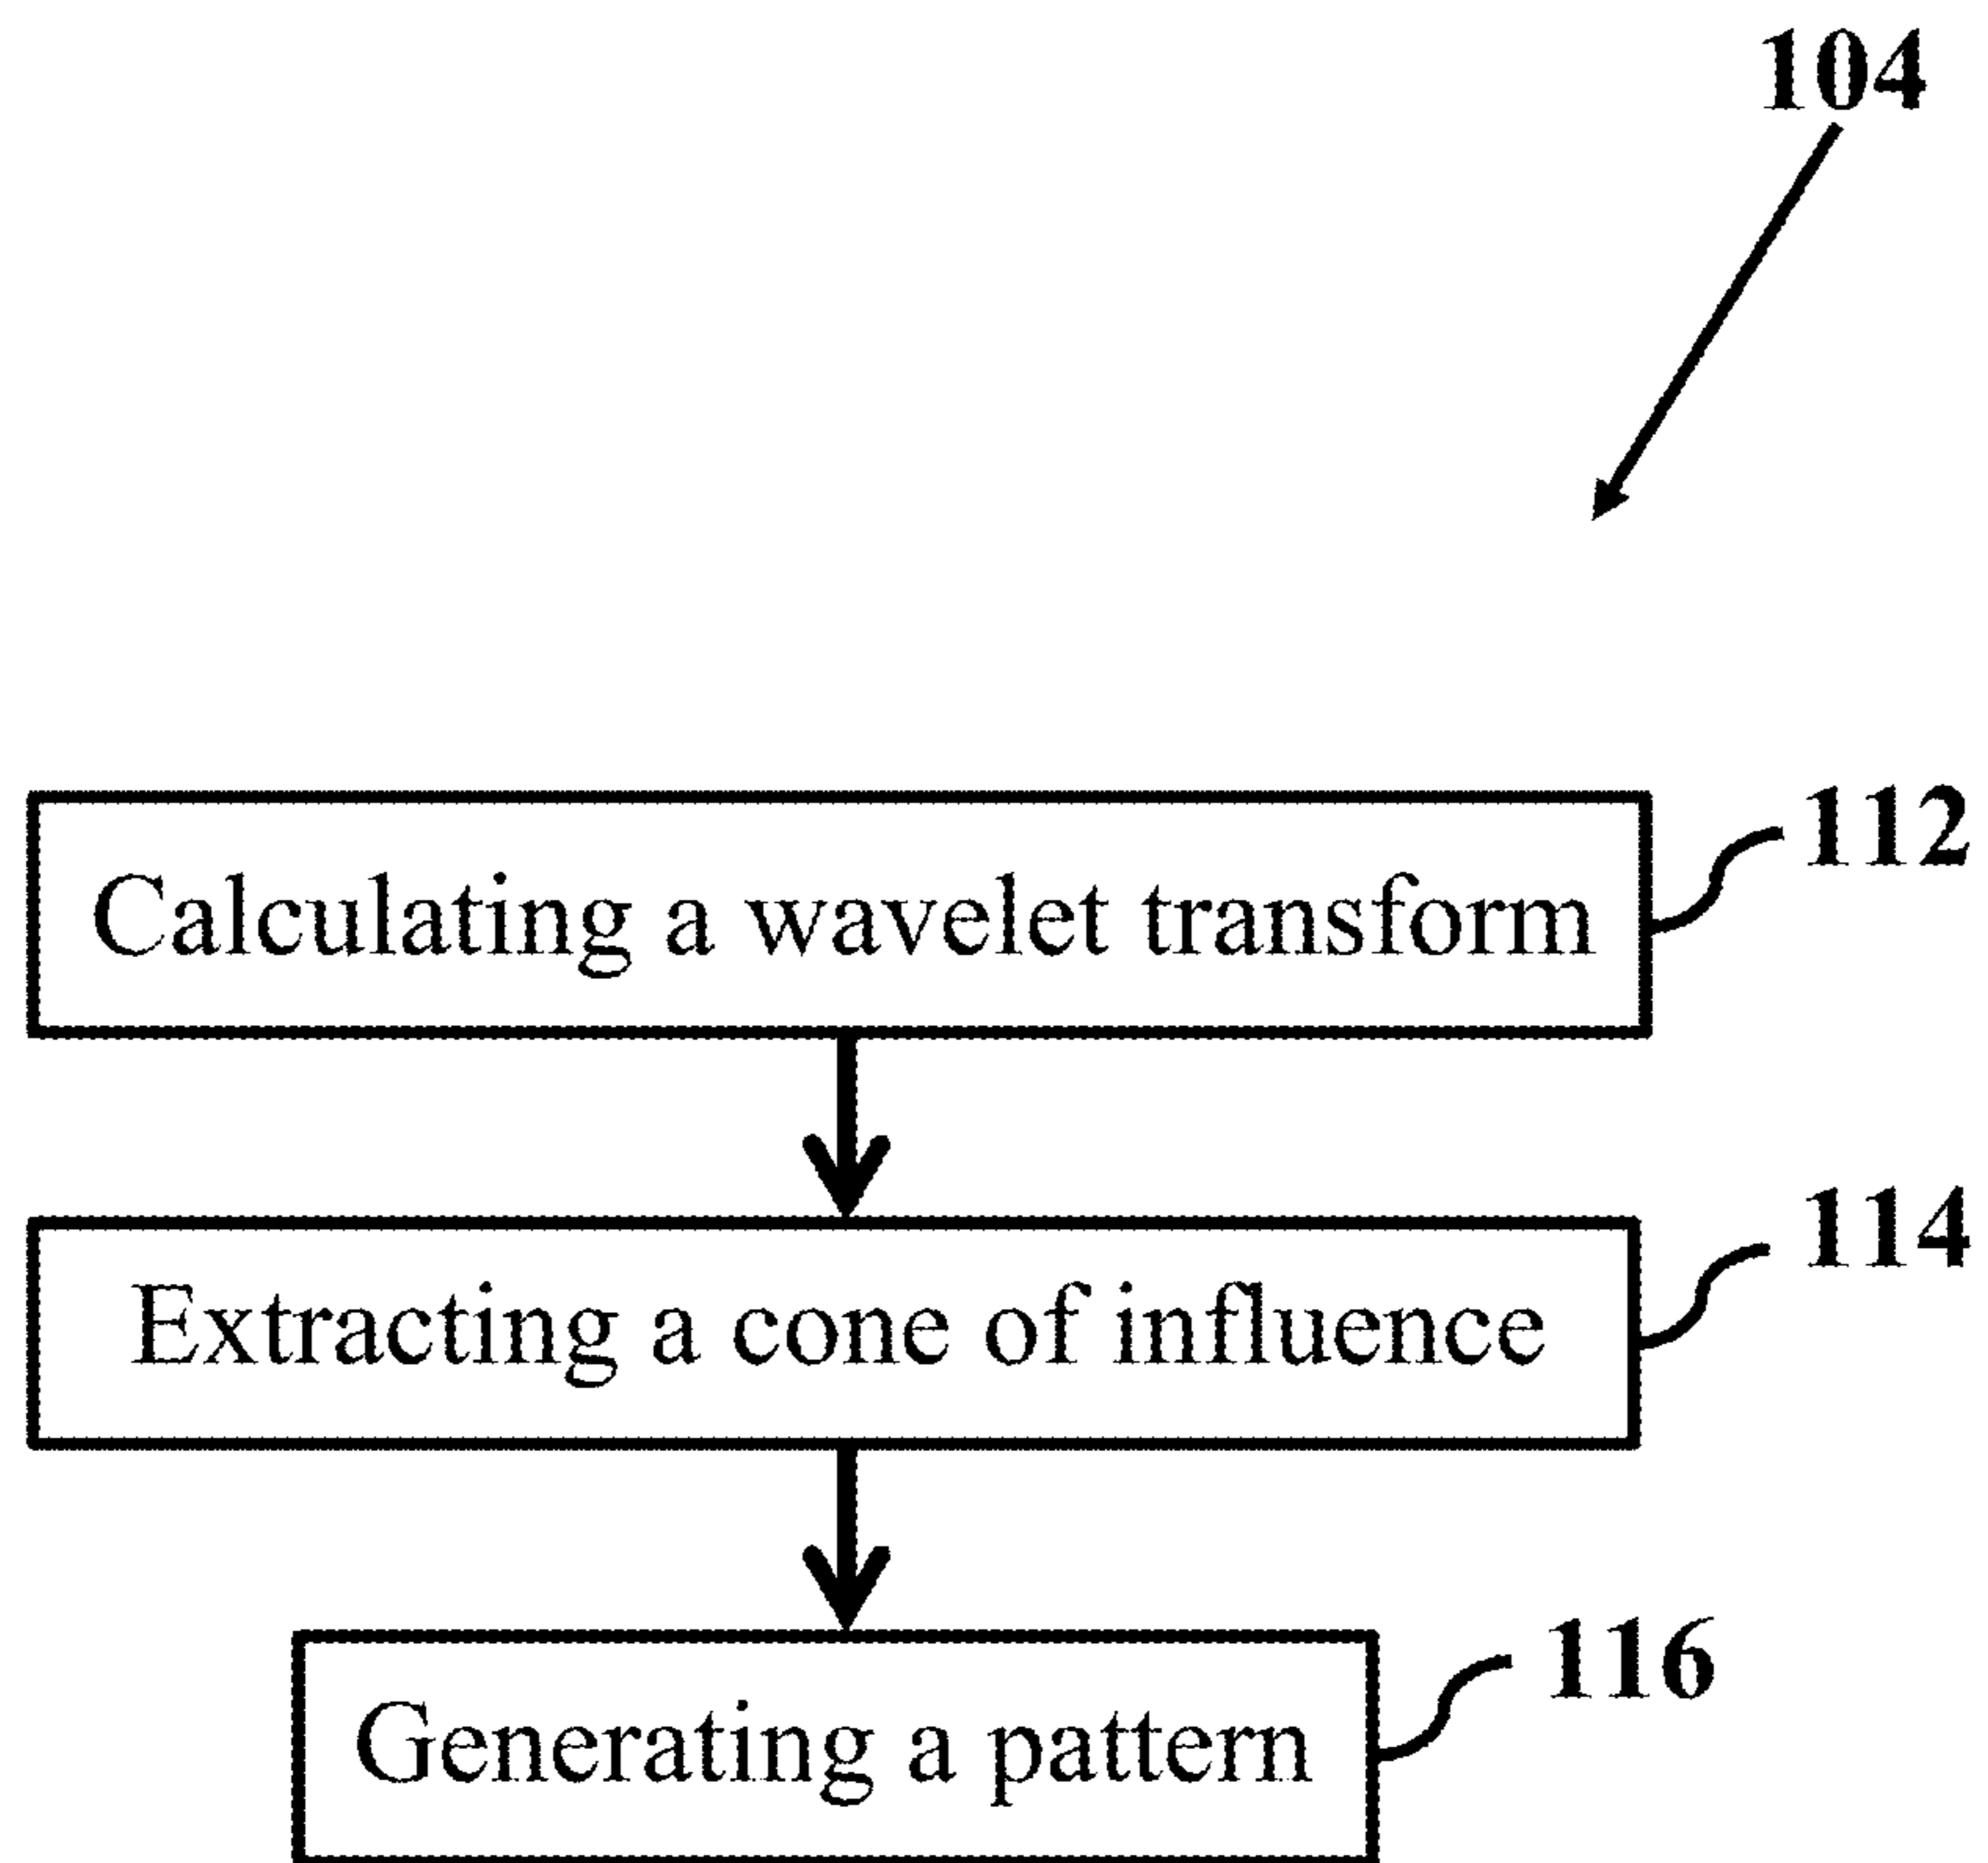 104
112
Calculating a wavelet transform
114
Extracting a cone of influence
116
Generating a pattern